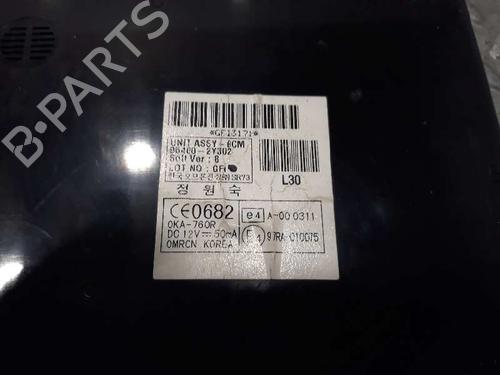 *GF13171*
UNIT ASSY-BCM
95400-2Y302
Soft Ver : B
LOT NO : GFI
L30
정원숙
CE0682
e4 A-00 0311
OKA-760R
DC 12V 50mA
E4 97RA-010075
OMRON KOREA
B-PARTS